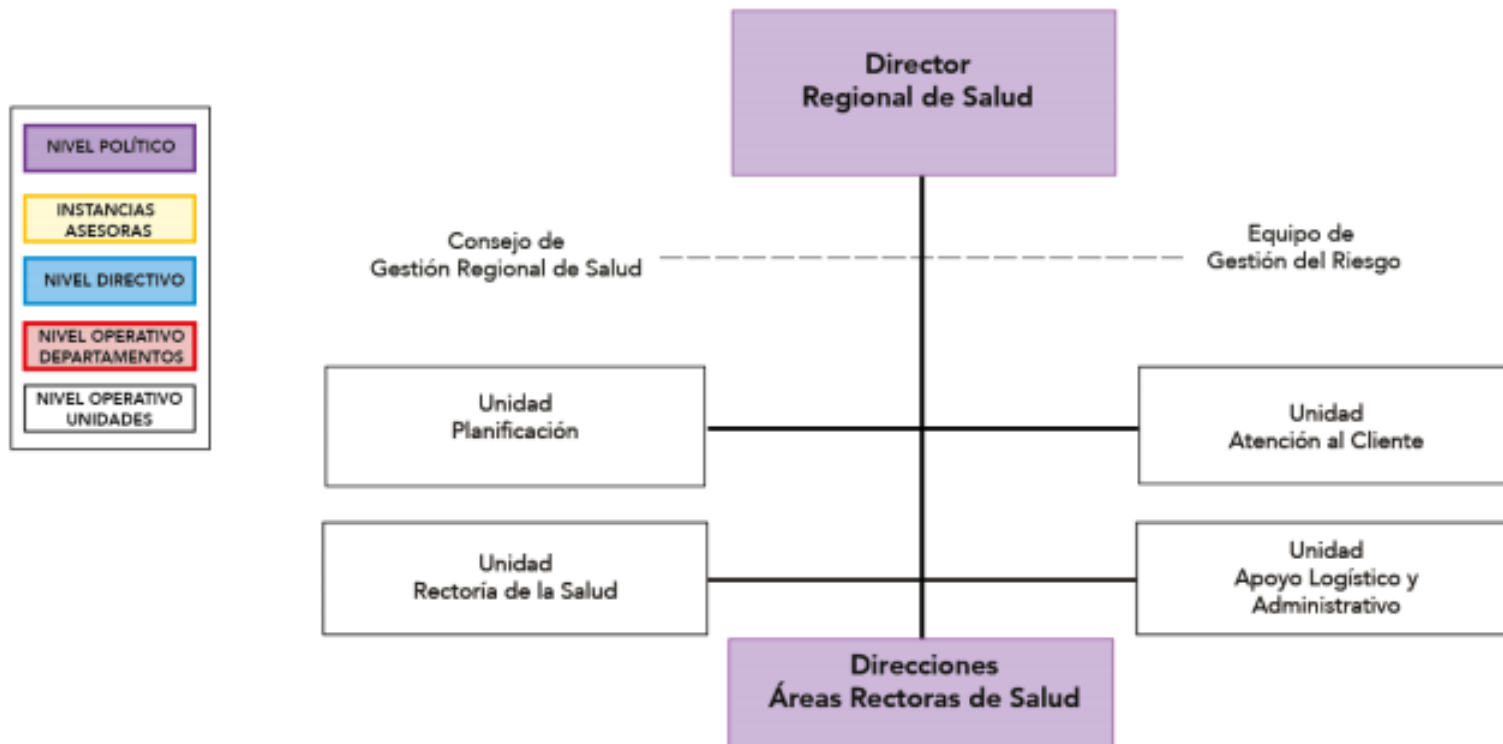 Director
Regional de Salud
NIVEL POLÍTICO
INSTANCIAS
ASESORAS
NIVEL DIRECTIVO
NIVEL OPERATIVO
DEPARTAMENTOS
NIVEL OPERATIVO
UNIDADES
Consejo de
Gestión Regional de Salud
Equipo de
Gestión del Riesgo
Unidad
Planificación
Unidad
Atención al Cliente
Unidad
Rectoría de la Salud
Unidad
Apoyo Logístico y
Administrativo
Direcciones
Áreas Rectoras de Salud